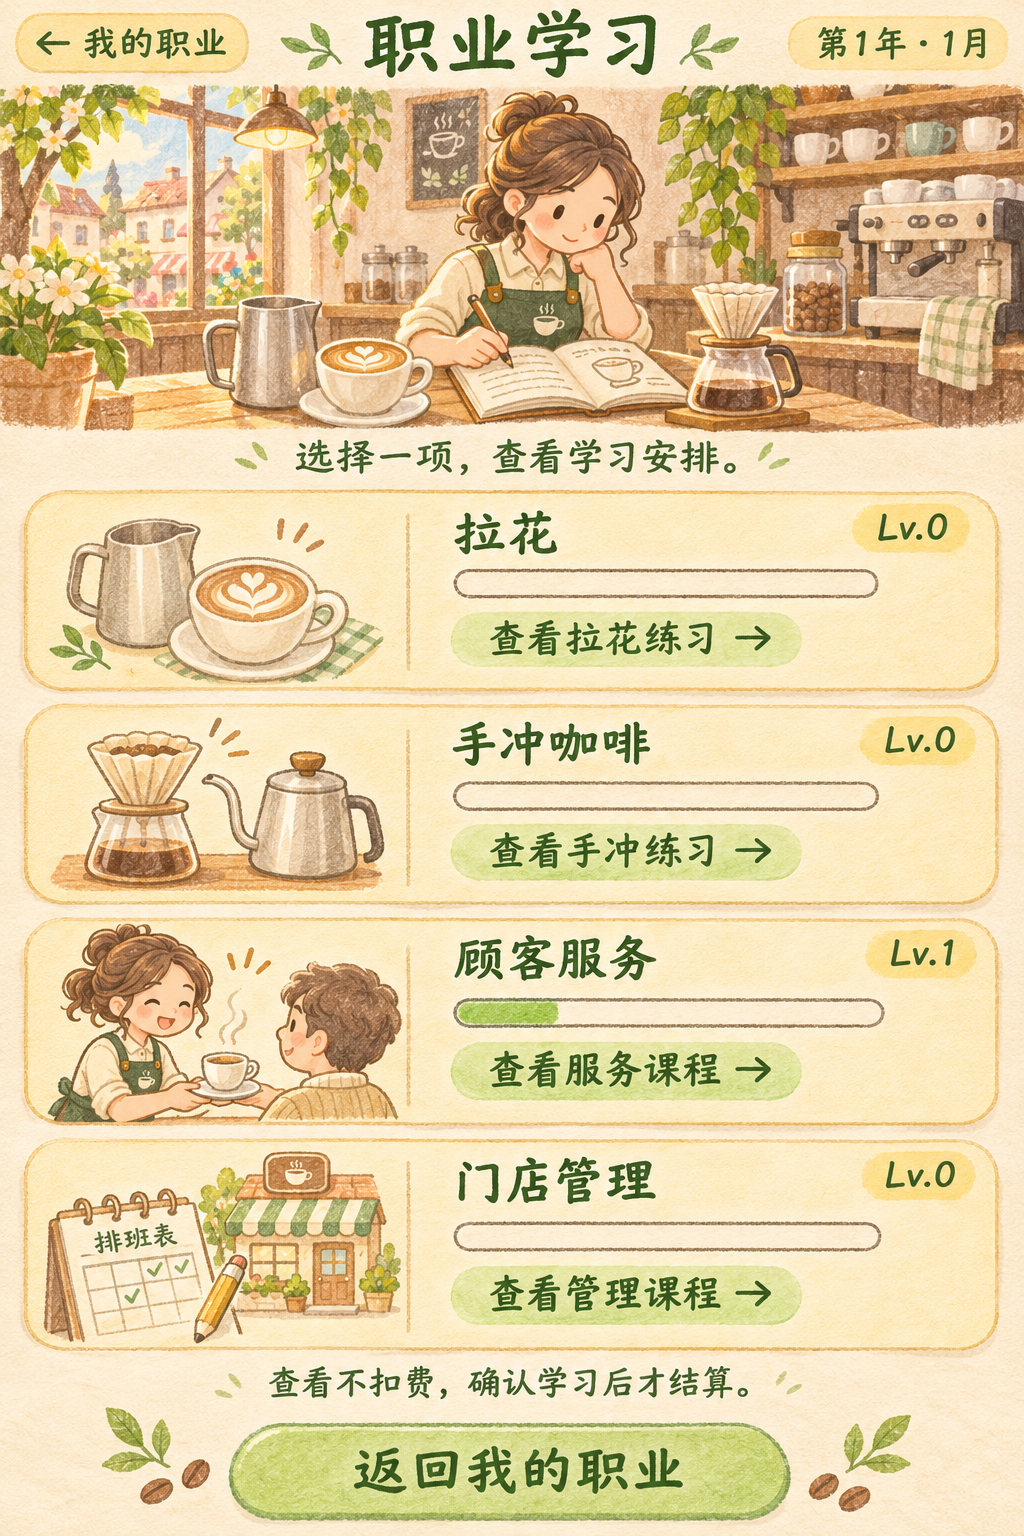 ← 我的职业
职业学习
第1年·1月
选择一项，查看学习安排。
拉花
Lv.0
查看拉花练习 →
手冲咖啡
Lv.0
查看手冲练习 →
顾客服务
Lv.1
查看服务课程 →
排班表
门店管理
Lv.0
查看管理课程 →
查看不扣费，确认学习后才结算。
返回我的职业